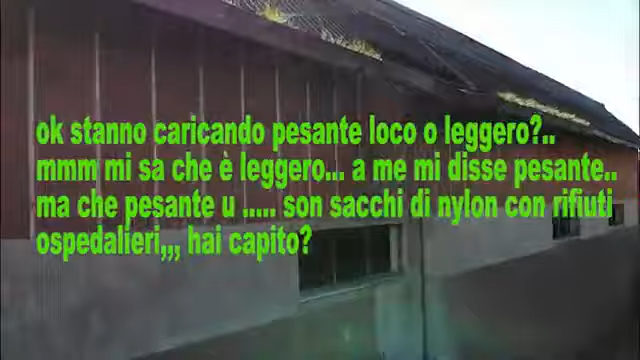 ok stanno caricando pesante loco o leggero?..
mmm mi sa che è leggero... a me mi disse pesante..
ma che pesante u ..... son sacchi di nylon con rifiuti
ospedalieri,,, hai capito?